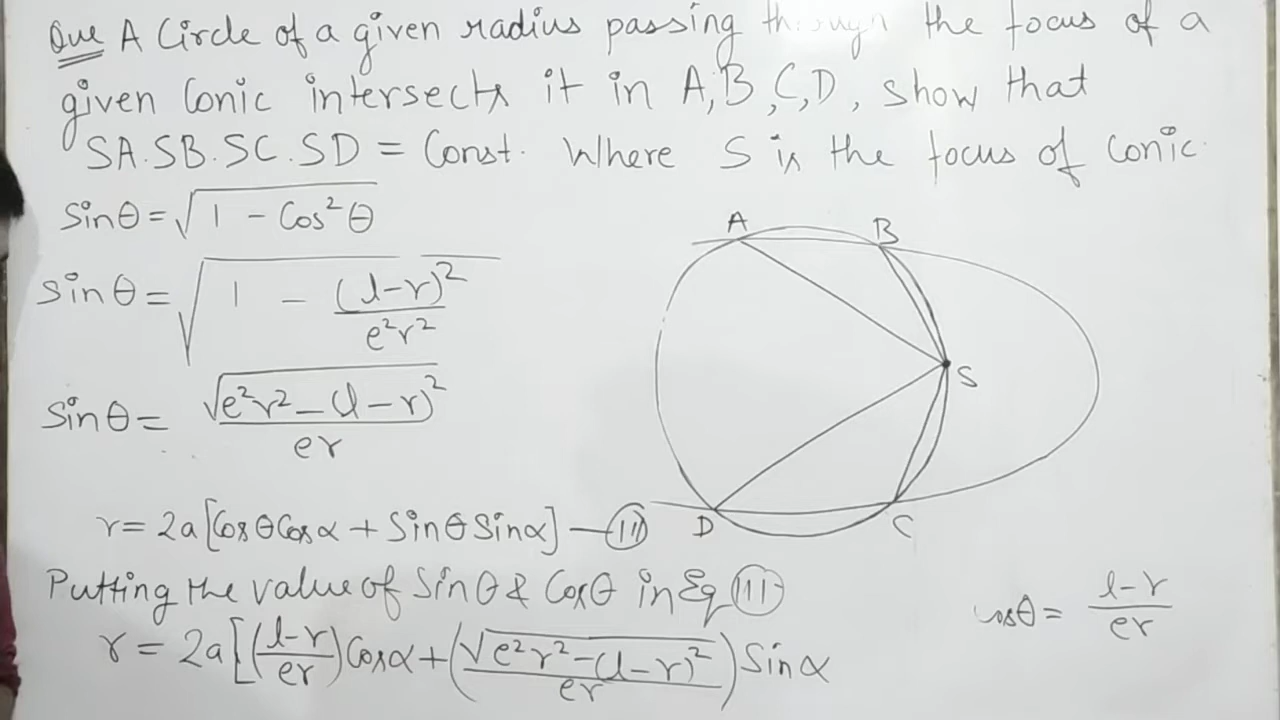 Que A Circle of a given radius passing through the focus of a
given Conic intersects it in A,B,C,D, show that
SA.SB.SC.SD = Const. Where S is the focus of Conic.
Sinθ = √(1 - Cos²θ)
Sinθ = √(1 - (l-r)²/e²r²)
Sinθ = √(e²r² - (l-r)²)/er
r = 2a[Cosθ Cosα + Sinθ Sinα] — (III)
Putting the value of Sinθ & Cosθ in Eq (III)
r = 2a[((l-r)/er) Cosα + (√(e²r² - (l-r)²)/er) Sinα
A
B
S
D
C
cosθ = (l-r)/er